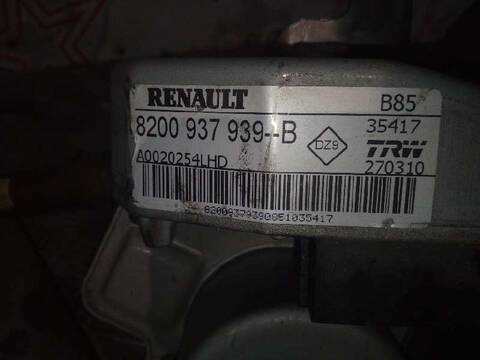 RENAULT B85
8200 937 939--B DZ9 35417
A0020254LHD TRW
270310